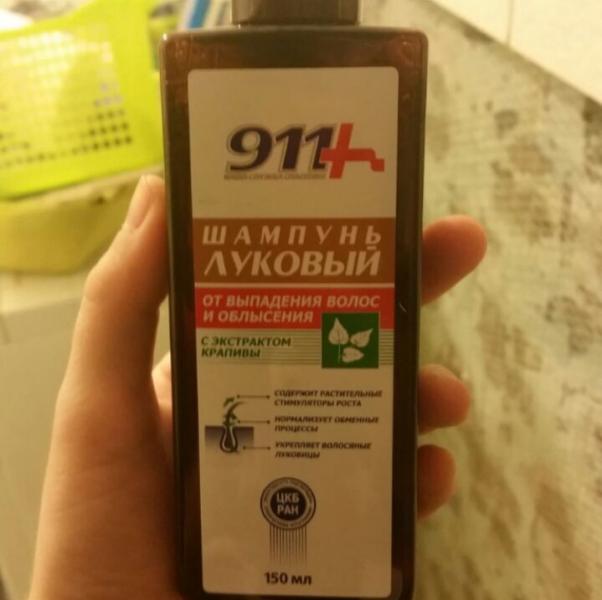 911+
ШАМПУНЬ
ЛУКОВЫЙ
ОТ ВЫПАДЕНИЯ ВОЛОС
И ОБЛЫСЕНИЯ
С ЭКСТРАКТОМ
КРАПИВЫ
СОДЕРЖИТ РАСТИТЕЛЬНЫЕ
СТИМУЛЯТОРЫ РОСТА
НОРМАЛИЗУЕТ ОБМЕННЫЕ
ПРОЦЕССЫ
УКРЕПЛЯЕТ ВОЛОСЯНЫЕ
ЛУКОВИЦЫ
ЦКБ
РАН
150 мл